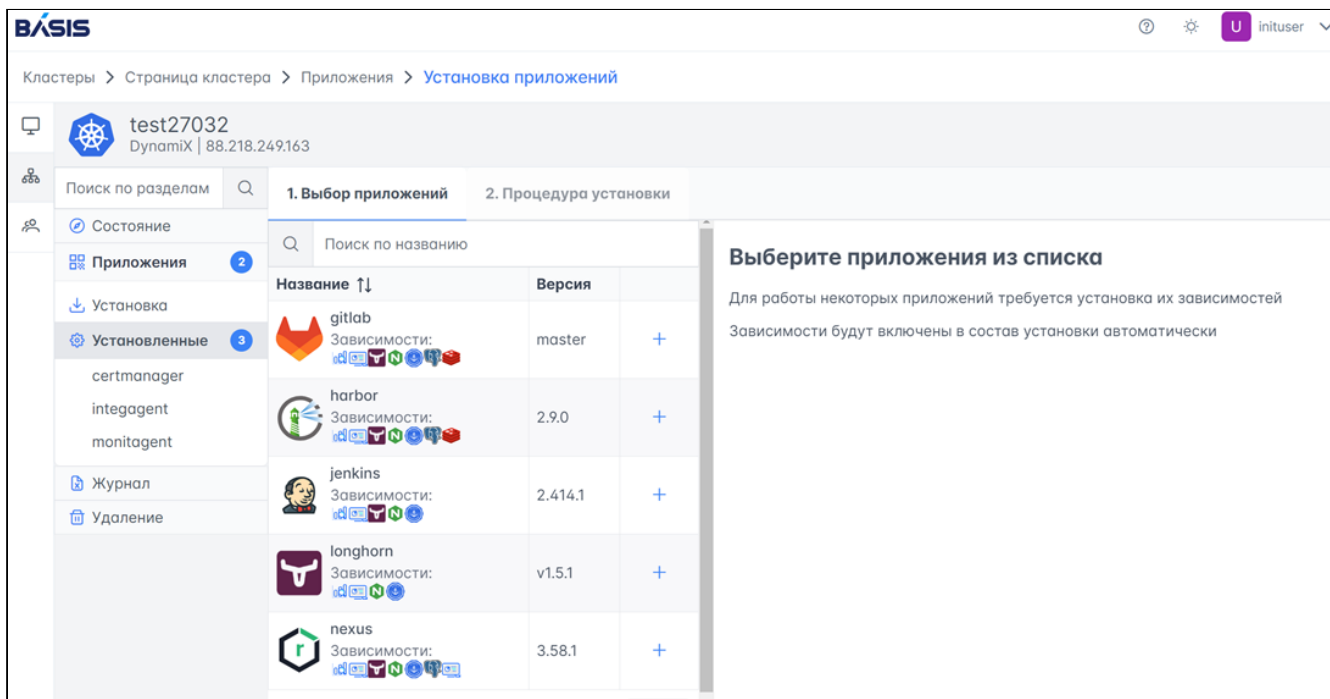 BASIS
U inituser
Кластеры > Страница кластера > Приложения > Установка приложений
test27032
DynamiX | 88.218.249.163
Поиск по разделам
Состояние
Приложения 2
Установка
Установленные 3
certmanager
integagent
monitagent
Журнал
Удаление
1. Выбор приложений
2. Процедура установки
Поиск по названию
Название Версия
gitlab
Зависимости:
master +
harbor
Зависимости:
2.9.0 +
jenkins
Зависимости:
2.414.1 +
longhorn
Зависимости:
v1.5.1 +
nexus
Зависимости:
3.58.1 +
Выберите приложения из списка
Для работы некоторых приложений требуется установка их зависимостей
Зависимости будут включены в состав установки автоматически